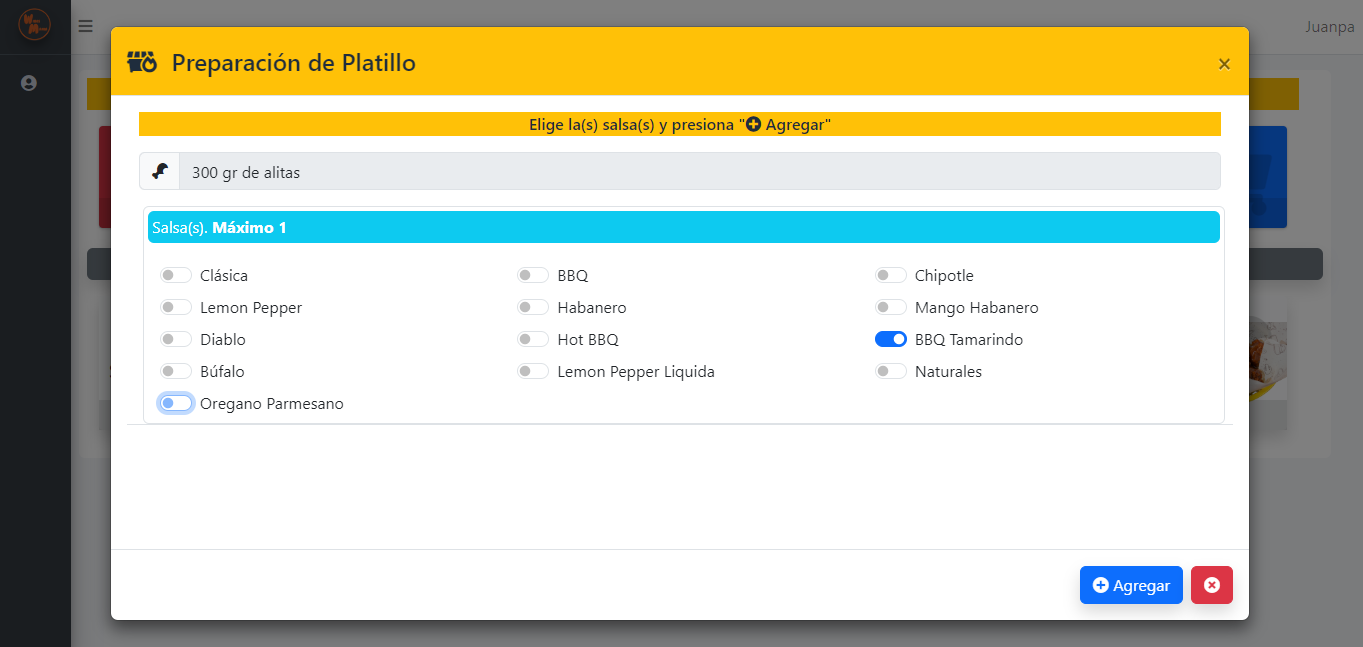 Juanpa
Preparación de Platillo
×
Elige la(s) salsa(s) y presiona " Agregar"
300 gr de alitas
Salsa(s). Máximo 1
Clásica BBQ Chipotle
Lemon Pepper Habanero Mango Habanero
Diablo Hot BBQ BBQ Tamarindo
Búfalo Lemon Pepper Liquida Naturales
Oregano Parmesano
Agregar